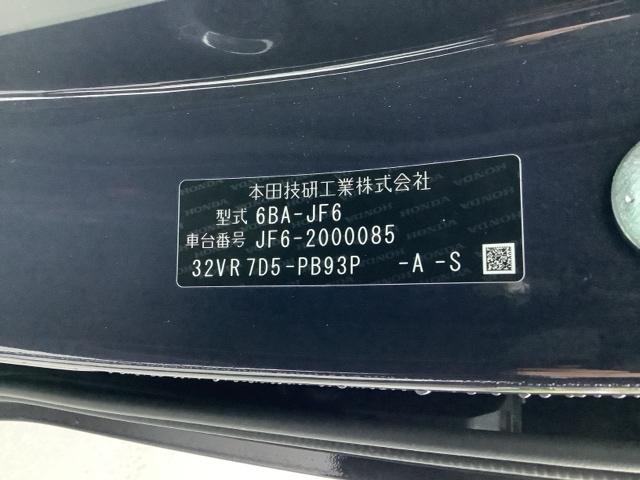 本田技研工業株式会社
型式 6BA-JF6
車台番号 JF6-2000085
32VR 7D5-PB93P -A -S